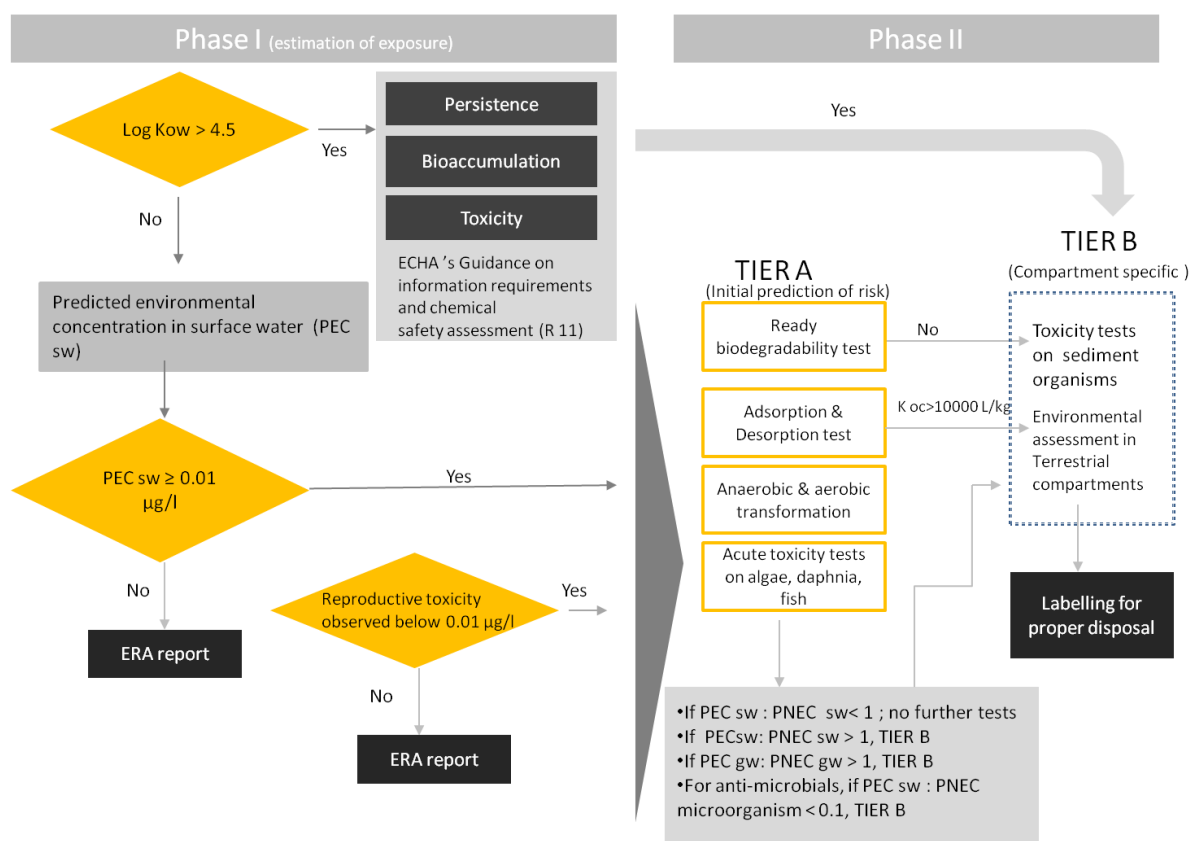 Phase I (estimation of exposure)
Phase II
Log Kow > 4.5
Yes
No
Persistence
Bioaccumulation
Toxicity
ECHA 's Guidance on
information requirements
and chemical
safety assessment (R 11)
Predicted environmental
concentration in surface water (PEC
sw)
PEC sw ≥ 0.01
µg/l
Yes
No
ERA report
Reproductive toxicity
observed below 0.01 µg/l
Yes
No
ERA report
Yes
TIER A
(Initial prediction of risk)
Ready
biodegradability test
No
Adsorption &
Desorption test
K oc>10000 L/kg
Anaerobic & aerobic
transformation
Acute toxicity tests
on algae, daphnia,
fish
•If PEC sw : PNEC sw< 1 ; no further tests
•If PECsw: PNEC sw > 1, TIER B
•If PEC gw: PNEC gw > 1, TIER B
•For anti-microbials, if PEC sw : PNEC
microorganism < 0.1, TIER B
TIER B
(Compartment specific )
Toxicity tests
on sediment
organisms
Environmental
assessment in
Terrestrial
compartments
Labelling for
proper disposal